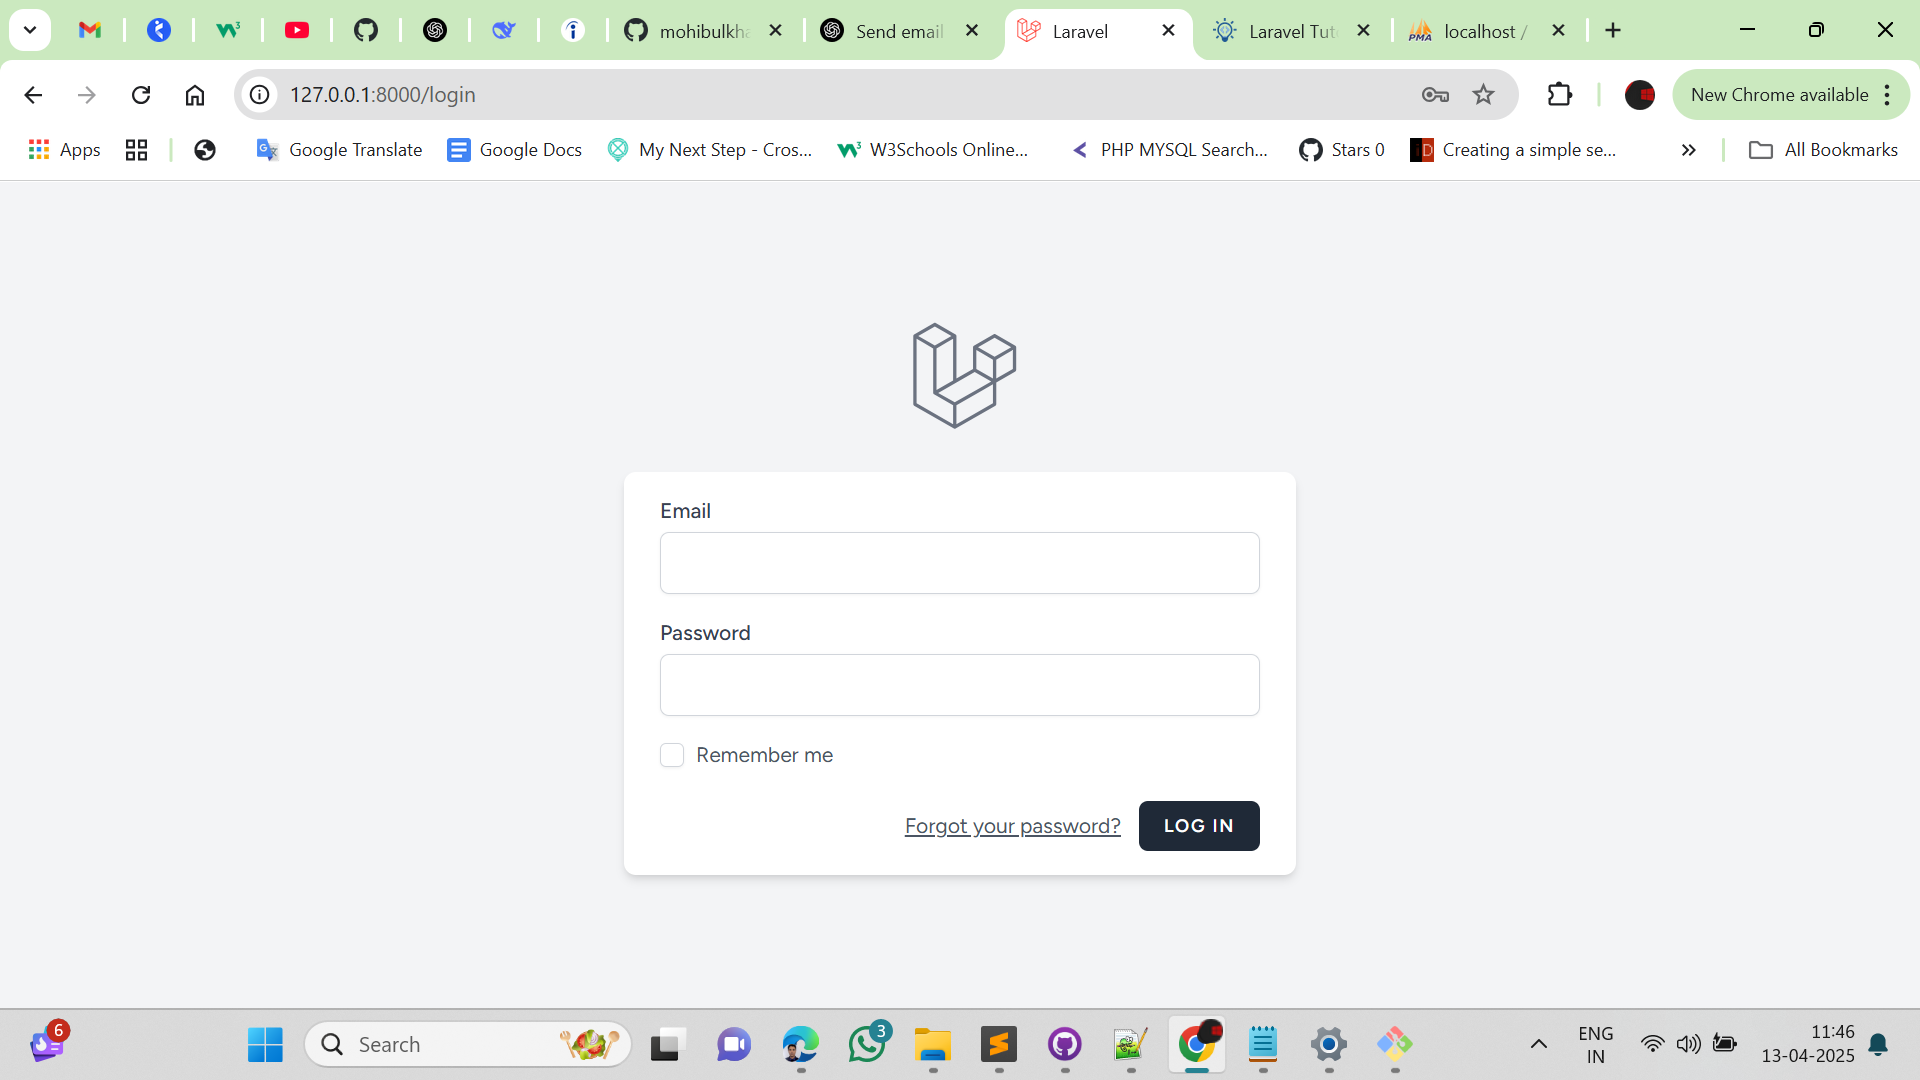 mohibulkha
Send email
Laravel
Laravel Tut
localhost /
127.0.0.1:8000/login
New Chrome available
Apps
Google Translate
Google Docs
My Next Step - Cros...
W3Schools Online...
PHP MYSQL Search...
Stars 0
Creating a simple se...
All Bookmarks
Email
Password
Remember me
Forgot your password?
LOG IN
6
Search
3
ENG
IN
11:46
13-04-2025